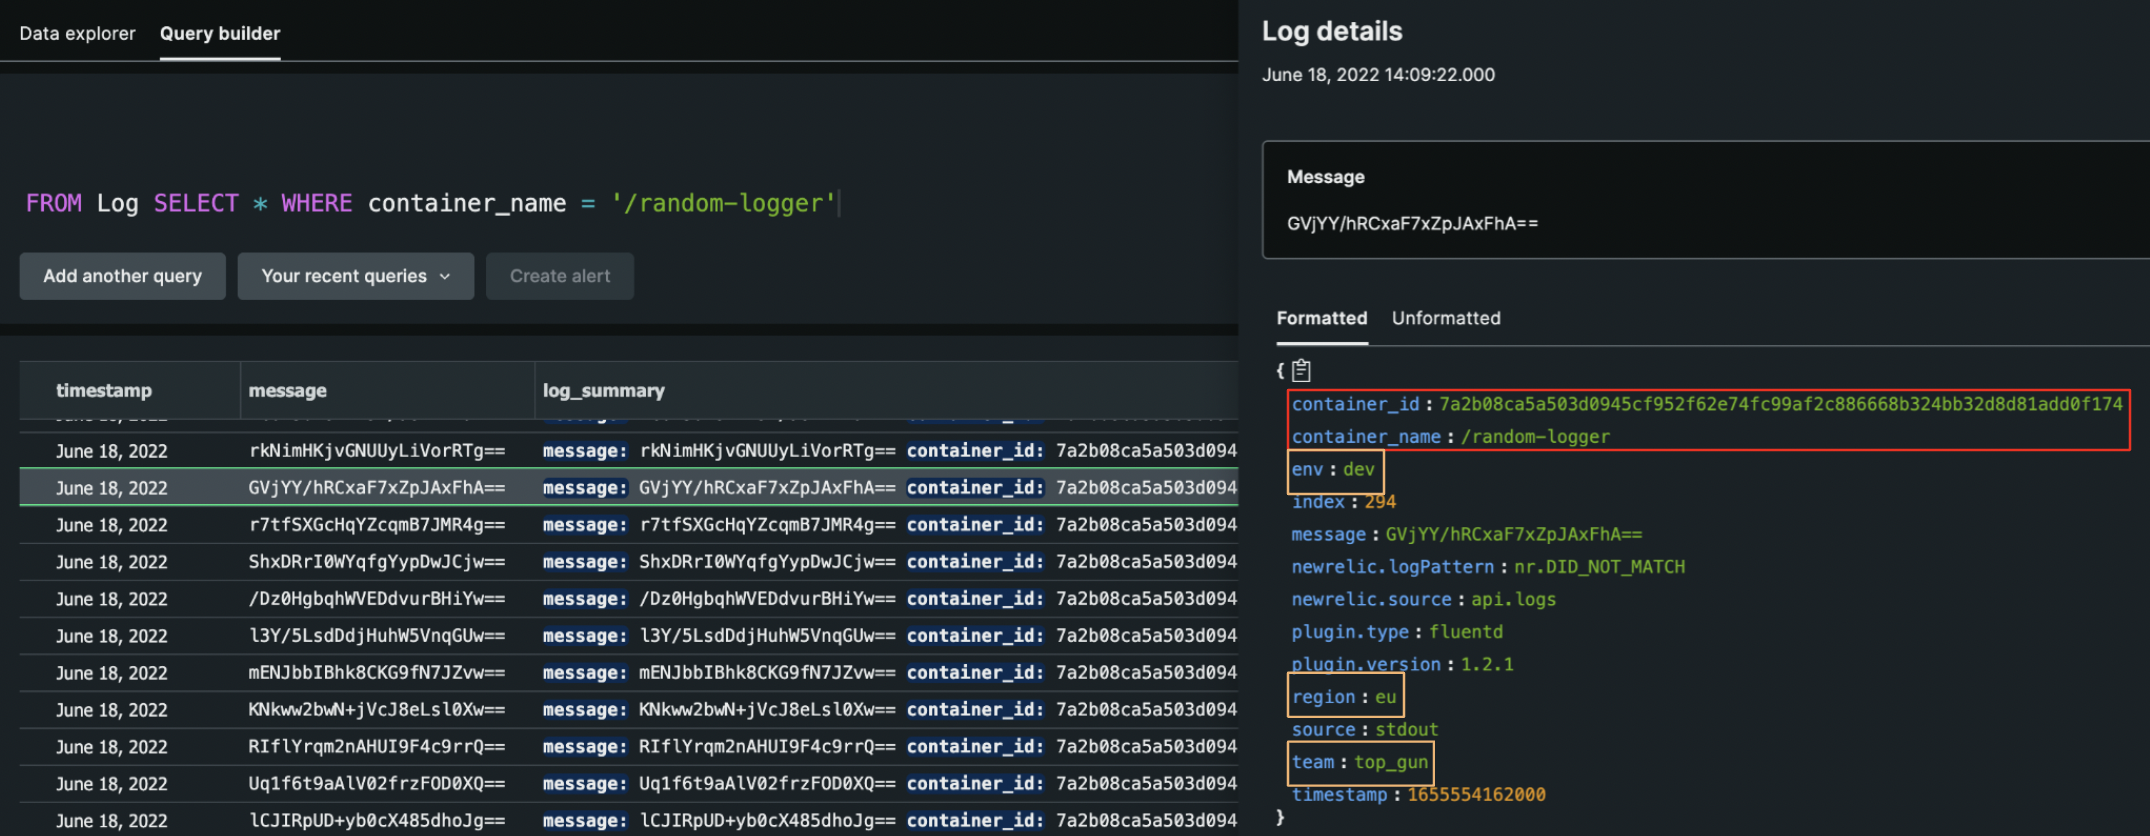 Data explorer Query builder
FROM Log SELECT * WHERE container_name = '/random-logger'
Add another query Your recent queries Create alert
timestamp message log_summary
June 18, 2022 rkNimHKjvGNUUyLiVorRTg== message: rkNimHKjvGNUUyLiVorRTg== container_id: 7a2b08ca5a503d094
June 18, 2022 GVjYY/hRCxaF7xZpJAxFhA== message: GVjYY/hRCxaF7xZpJAxFhA== container_id: 7a2b08ca5a503d094
June 18, 2022 r7tfSXGcHqYZcqmB7JMR4g== message: r7tfSXGcHqYZcqmB7JMR4g== container_id: 7a2b08ca5a503d094
June 18, 2022 ShxDRrI0WYqfgYypDwJCjw== message: ShxDRrI0WYqfgYypDwJCjw== container_id: 7a2b08ca5a503d094
June 18, 2022 /Dz0HgbqhWVEDdvurBHiYw== message: /Dz0HgbqhWVEDdvurBHiYw== container_id: 7a2b08ca5a503d094
June 18, 2022 l3Y/5LsdDdjHuhW5VnqGUw== message: l3Y/5LsdDdjHuhW5VnqGUw== container_id: 7a2b08ca5a503d094
June 18, 2022 mENJbbIBhk8CKG9fN7JZvw== message: mENJbbIBhk8CKG9fN7JZvw== container_id: 7a2b08ca5a503d094
June 18, 2022 KNkww2bwN+jVcJ8eLsl0Xw== message: KNkww2bwN+jVcJ8eLsl0Xw== container_id: 7a2b08ca5a503d094
June 18, 2022 RIflYrqm2nAHUI9F4c9rrQ== message: RIflYrqm2nAHUI9F4c9rrQ== container_id: 7a2b08ca5a503d094
June 18, 2022 Uq1f6t9aAlV02frzFOD0XQ== message: Uq1f6t9aAlV02frzFOD0XQ== container_id: 7a2b08ca5a503d094
June 18, 2022 lCJIRpUD+yb0cX485dhoJg== message: lCJIRpUD+yb0cX485dhoJg== container_id: 7a2b08ca5a503d094
Log details
June 18, 2022 14:09:22.000
Message
GVjYY/hRCxaF7xZpJAxFhA==
Formatted Unformatted
{
container_id : 7a2b08ca5a503d0945cf952f62e74fc99af2c886668b324bb32d8d81add0f174
container_name : /random-logger
env : dev
index : 294
message : GVjYY/hRCxaF7xZpJAxFhA==
newrelic.logPattern : nr.DID_NOT_MATCH
newrelic.source : api.logs
plugin.type : fluentd
plugin.version : 1.2.1
region : eu
source : stdout
team : top_gun
timestamp : 1655554162000
}